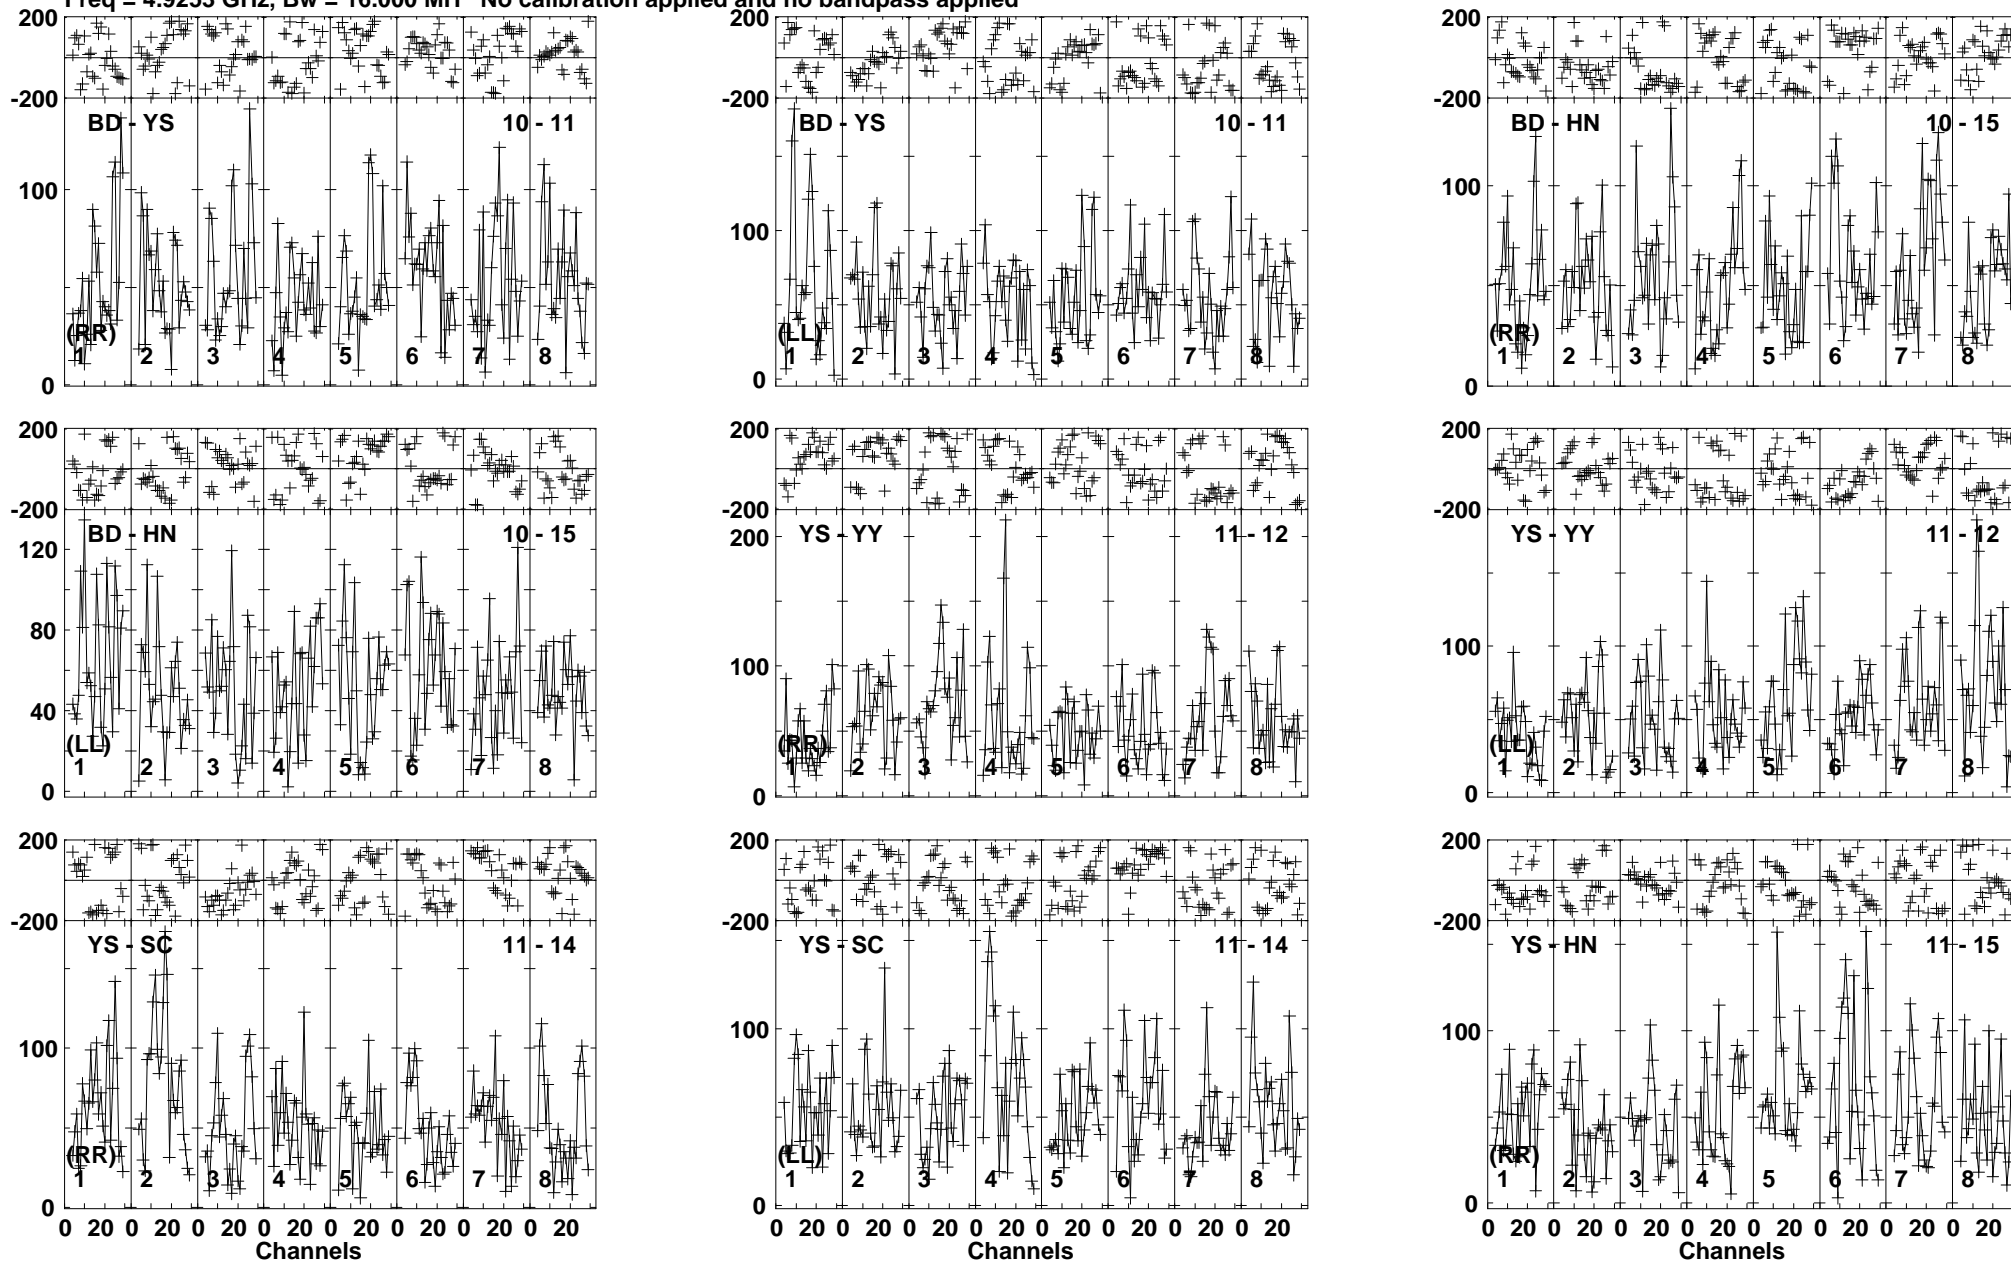 Freq = 4.9253 GHz, Bw = 16.000 MH No calibration applied and no bandpass applied
200 200 200
-200 -200 -200
BD - YS 10 - 11 BD - YS 10 - 11 BD - HN 10 - 15
100 100 100
(RR) (LL) (RR)
1 2 3 4 5 6 7 8 1 2 3 4 5 6 7 8 1 2 3 4 5 6 7 8
0 0 0
200 200 200
-200 -200 -200
BD - HN 10 - 15 YS - YY 11 - 12 YS - YY 11 - 12
120 200
80 100 100
40
(LL) (RR) (LL)
1 2 3 4 5 6 7 8 1 2 3 4 5 6 7 8 1 2 3 4 5 6 7 8
0 0 0
200 200 200
-200 -200 -200
YS - SC 11 - 14 YS - SC 11 - 14 YS - HN 11 - 15
100 100 100
(RR) (LL) (RR)
1 2 3 4 5 6 7 8 1 2 3 4 5 6 7 8 1 2 3 4 5 6 7 8
0 0 0
0 20 0 20 0 20 0 20 0 20 0 20 0 20 0 20 0 20 0 20 0 20 0 20 0 20 0 20 0 20 0 20 0 20 0 20 0 20 0 20 0 20 0 20 0 20 0 20
Channels Channels Channels